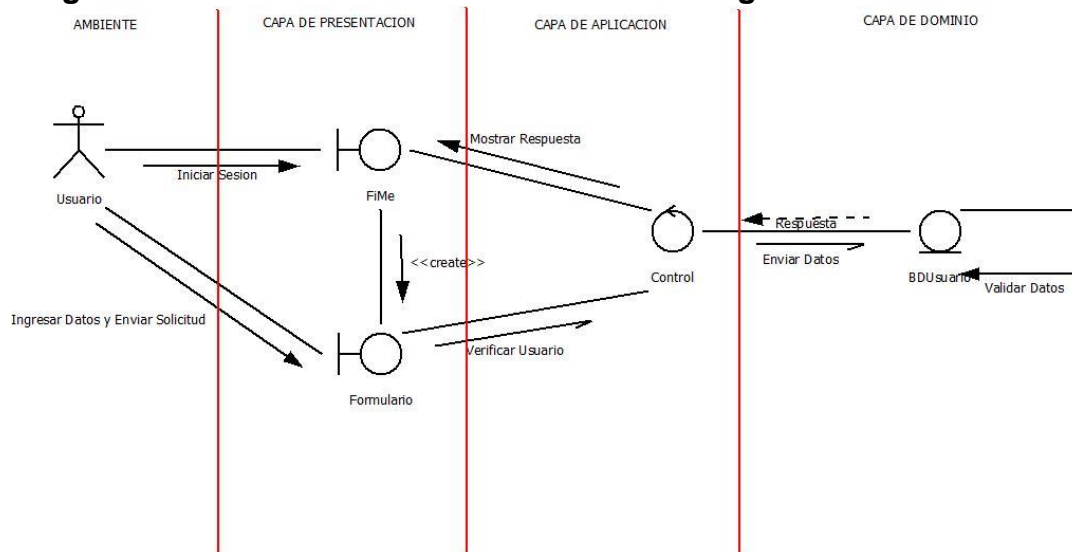 AMBIENTE
CAPA DE PRESENTACION
CAPA DE APLICACION
CAPA DE DOMINIO
Mostrar Respuesta
Iniciar Sesion
Usuario
FiMe
Respuesta
<<create>>
Control
Enviar Datos
BDUsuario
Validar Datos
Ingresar Datos y Enviar Solicitud
Verificar Usuario
Formulario